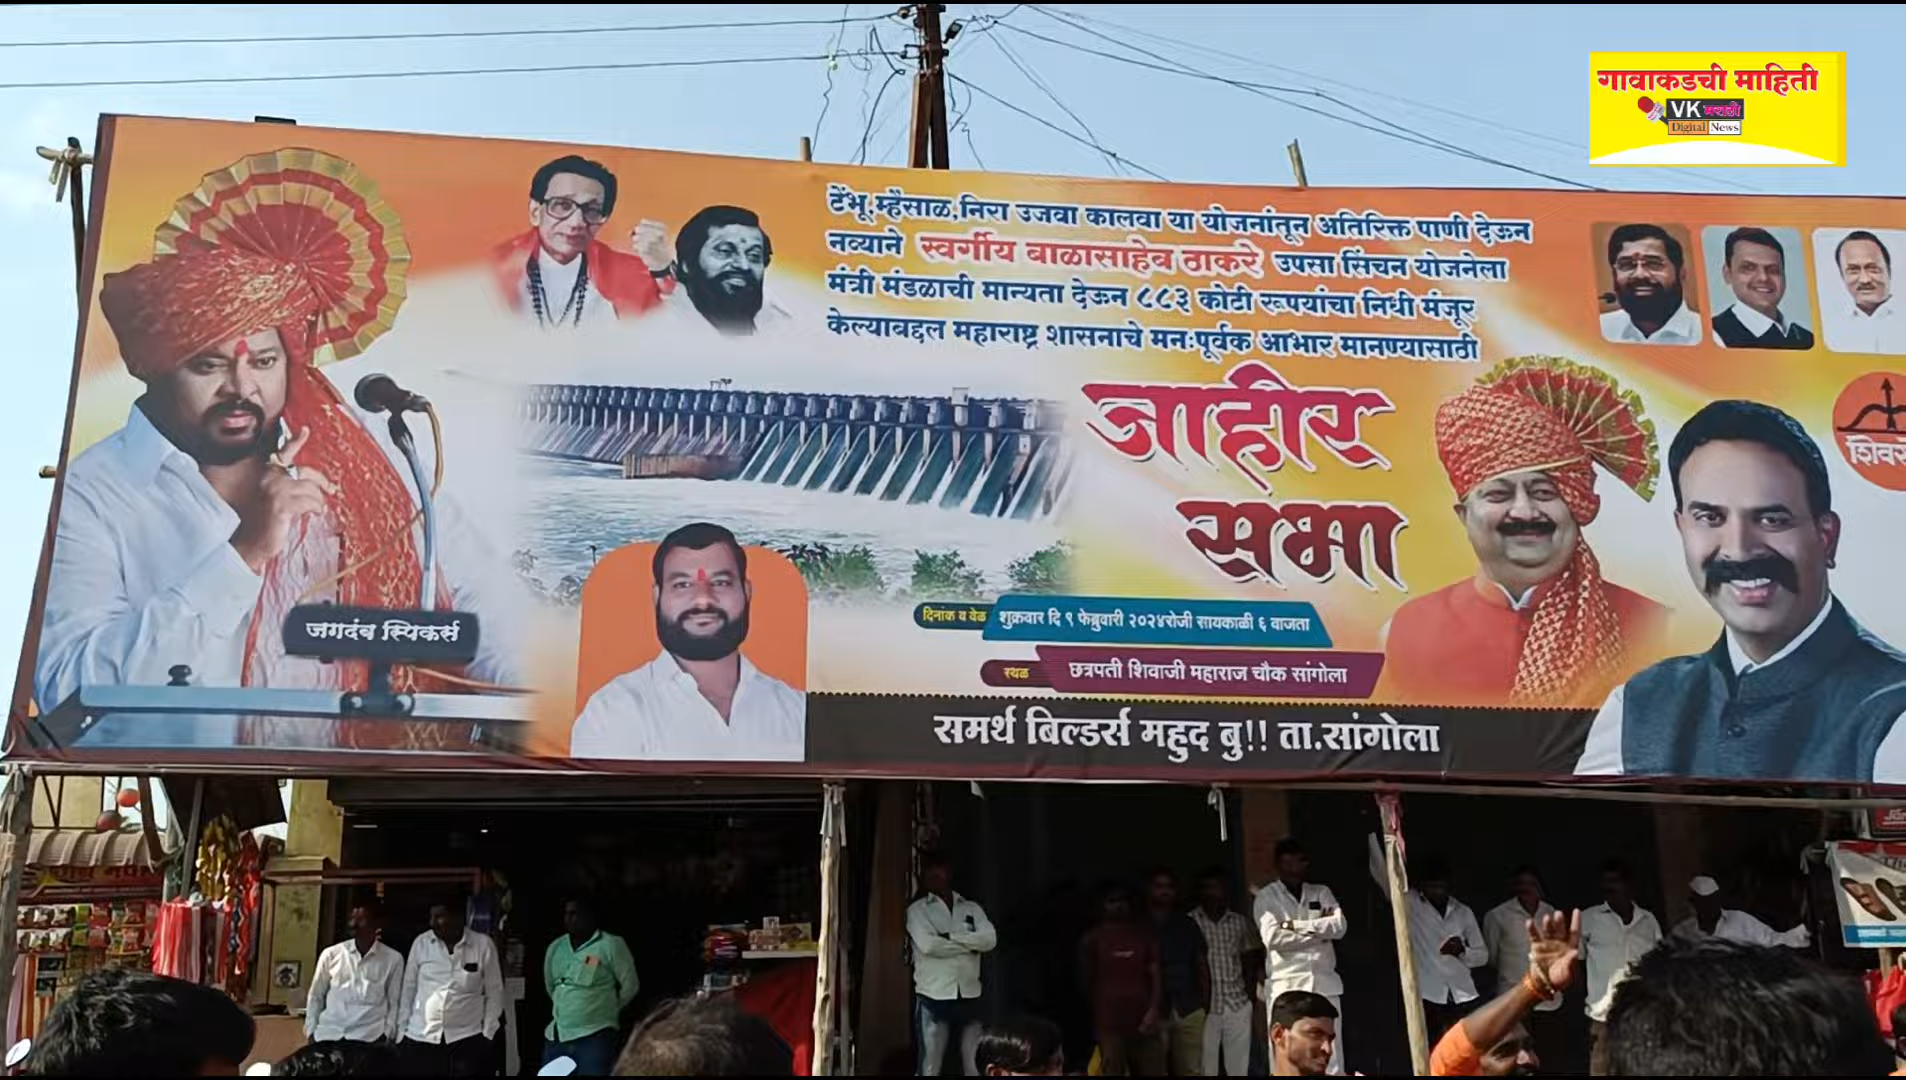 गावाकडची माहिती
VK मराठी
Digital News
टेंभू,म्हैसाळ,निरा उजवा कालवा या योजनांतून अतिरिक्त पाणी देऊन
नव्याने स्वर्गीय बाळासाहेब ठाकरे उपसा सिंचन योजनेला
मंत्री मंडळाची मान्यता देऊन ८८३ कोटी रूपयांचा निधी मंजूर
केल्याबद्दल महाराष्ट्र शासनाचे मनःपूर्वक आभार मानण्यासाठी
जाहीर
सभा
दिनांक व वेळ शुक्रवार दि ९ फेब्रुवारी २०२४रोजी सायकाळी ६ वाजता
स्थळ छत्रपती शिवाजी महाराज चौक सांगोला
जगदंब स्पिकर्स
समर्थ बिल्डर्स महुद बु!! ता.सांगोला